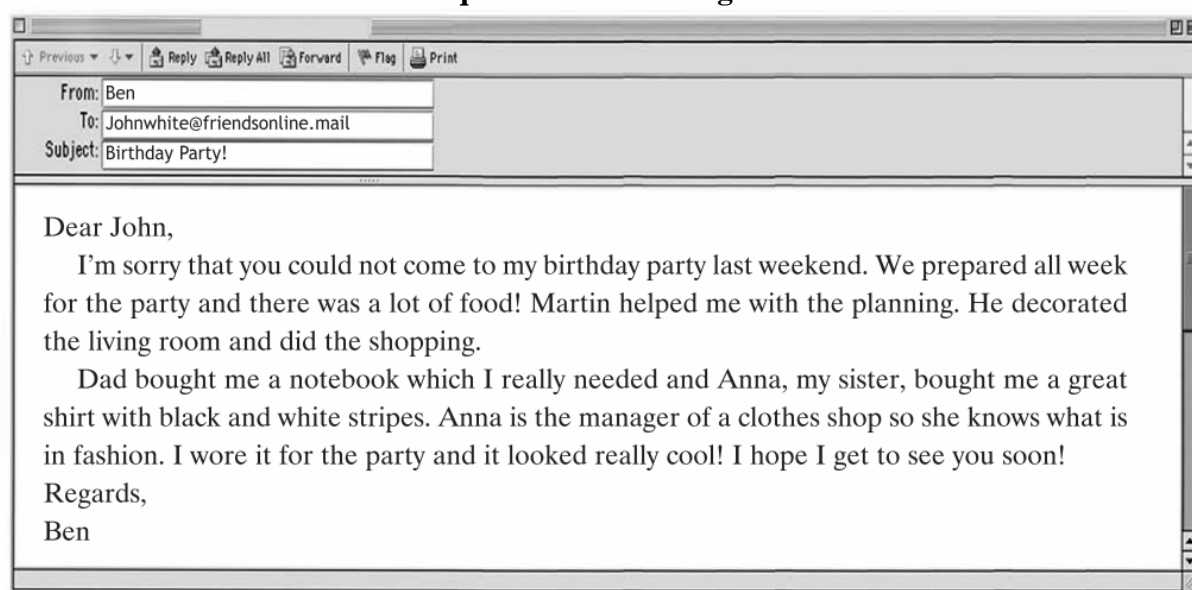 Previous
Reply Reply All Forward Flag Print
From: Ben
To: Johnwhite@friendsonline.mail
Subject: Birthday Party!
Dear John,
I'm sorry that you could not come to my birthday party last weekend. We prepared all week
for the party and there was a lot of food! Martin helped me with the planning. He decorated
the living room and did the shopping.
Dad bought me a notebook which I really needed and Anna, my sister, bought me a great
shirt with black and white stripes. Anna is the manager of a clothes shop so she knows what is
in fashion. I wore it for the party and it looked really cool! I hope I get to see you soon!
Regards,
Ben